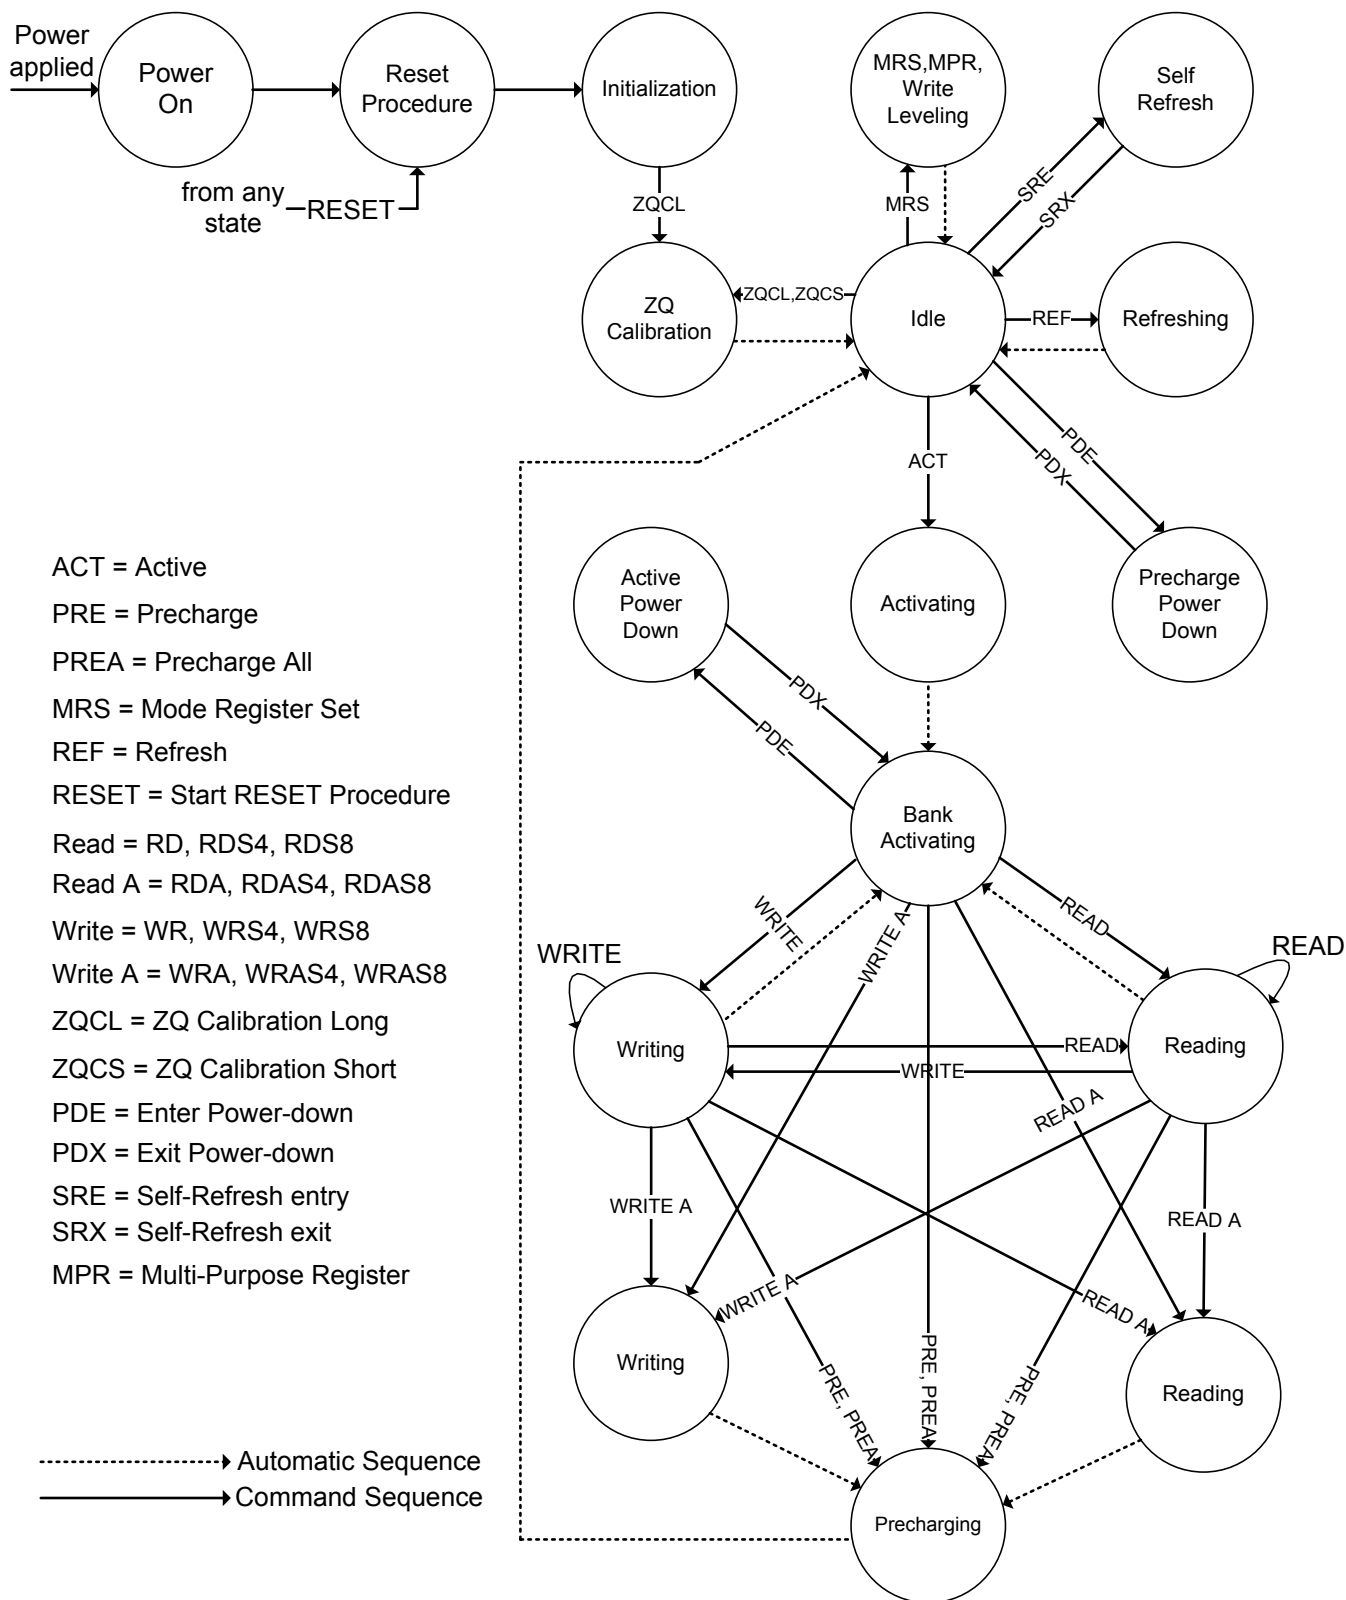 Power
applied
Power
On
Reset
Procedure
Initialization
MRS,MPR,
Write
Leveling
Self
Refresh
from any
state
RESET
ZQCL
MRS
SRE
SRX
ZQ
Calibration
ZQCL,ZQCS
Idle
REF
Refreshing
ACT
PDE
PDX
Active
Power
Down
Activating
Precharge
Power
Down
PDX
PDE
Bank
Activating
WRITE
WRITE A
READ
WRITE
READ
Writing
READ
Reading
WRITE
READ A
WRITE A
READ A
WRITE A
READ A
Writing
PRE, PREA
PRE, PREA
PRE, PREA
Reading
Precharging
ACT = Active
PRE = Precharge
PREA = Precharge All
MRS = Mode Register Set
REF = Refresh
RESET = Start RESET Procedure
Read = RD, RDS4, RDS8
Read A = RDA, RDAS4, RDAS8
Write = WR, WRS4, WRS8
Write A = WRA, WRAS4, WRAS8
ZQCL = ZQ Calibration Long
ZQCS = ZQ Calibration Short
PDE = Enter Power-down
PDX = Exit Power-down
SRE = Self-Refresh entry
SRX = Self-Refresh exit
MPR = Multi-Purpose Register
Automatic Sequence
Command Sequence